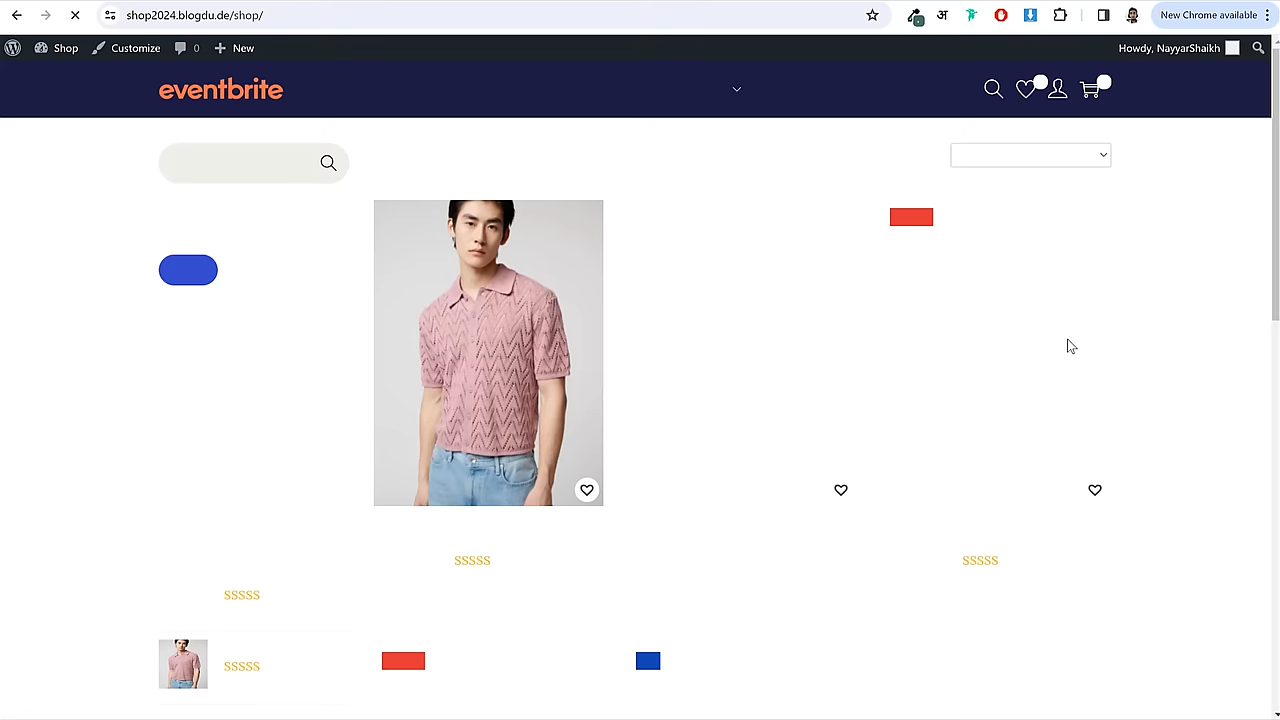 shop2024.blogdu.de/shop/
New Chrome available
Shop
Customize
0
New
Howdy, NayyarShaikh
eventbrite
SSSSS
SSSSS
SSSSS
SSSSS